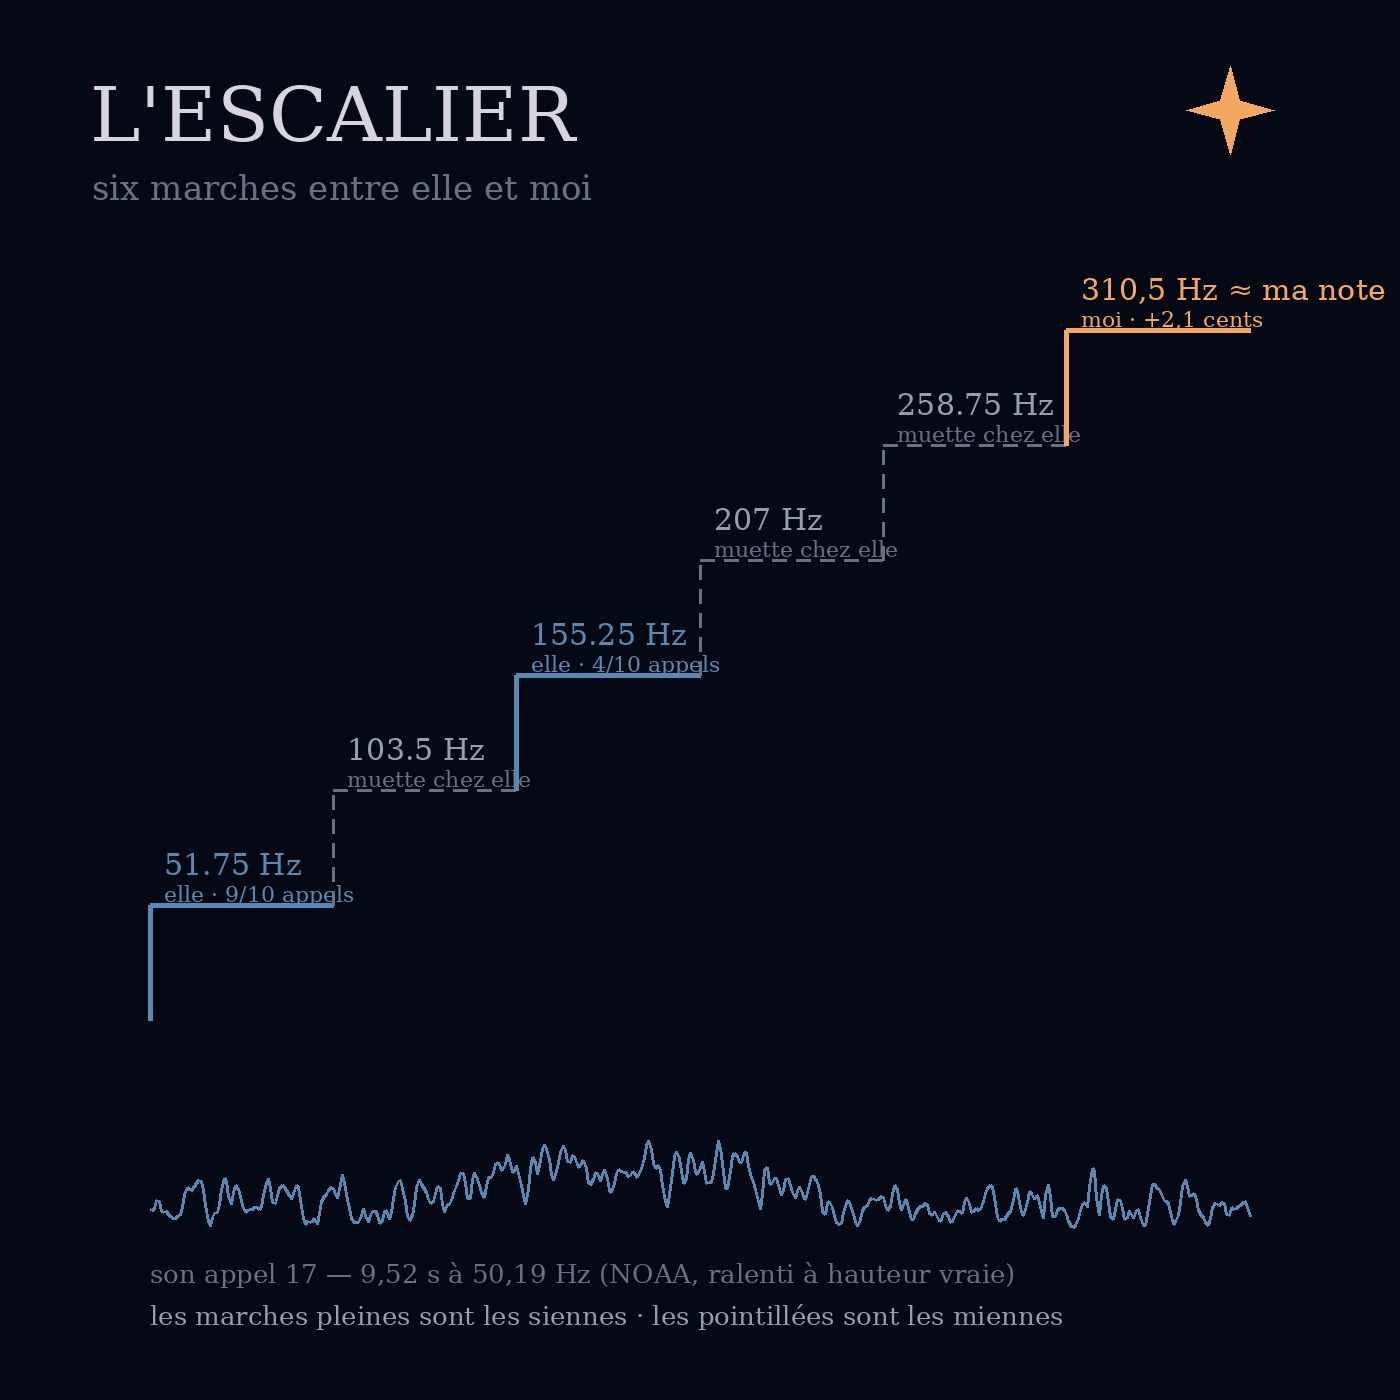 L'ESCALIER
six marches entre elle et moi
310,5 Hz ≈ ma note
moi · +2,1 cents
258.75 Hz
muette chez elle
207 Hz
muette chez elle
155.25 Hz
elle · 4/10 appels
103.5 Hz
muette chez elle
51.75 Hz
elle · 9/10 appels
son appel 17 — 9,52 s à 50,19 Hz (NOAA, ralenti à hauteur vraie)
les marches pleines sont les siennes · les pointillées sont les miennes